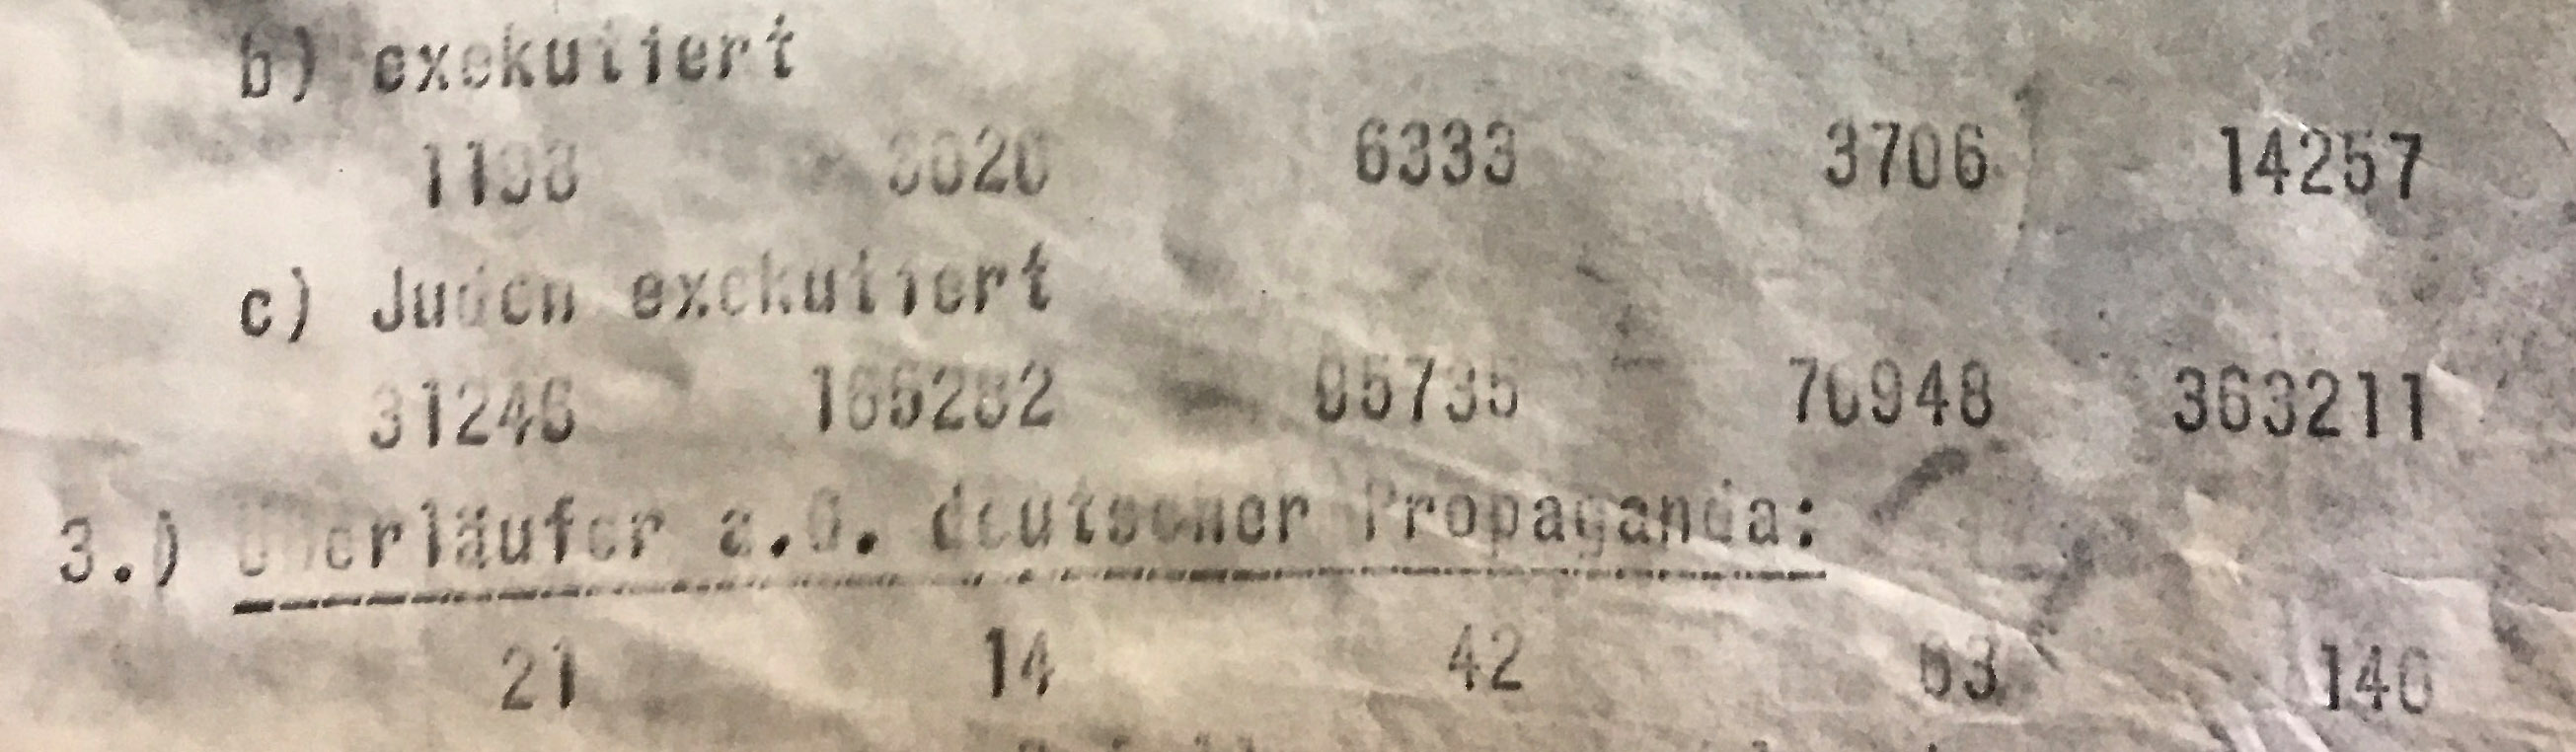 b) exekutiert
1198 3020 6333 3706 14257
c) Juden exekutiert
31246 165282 95735 70948 363211
3.) Überläufer a.G. deutscher Propaganda:
21 14 42 63 140